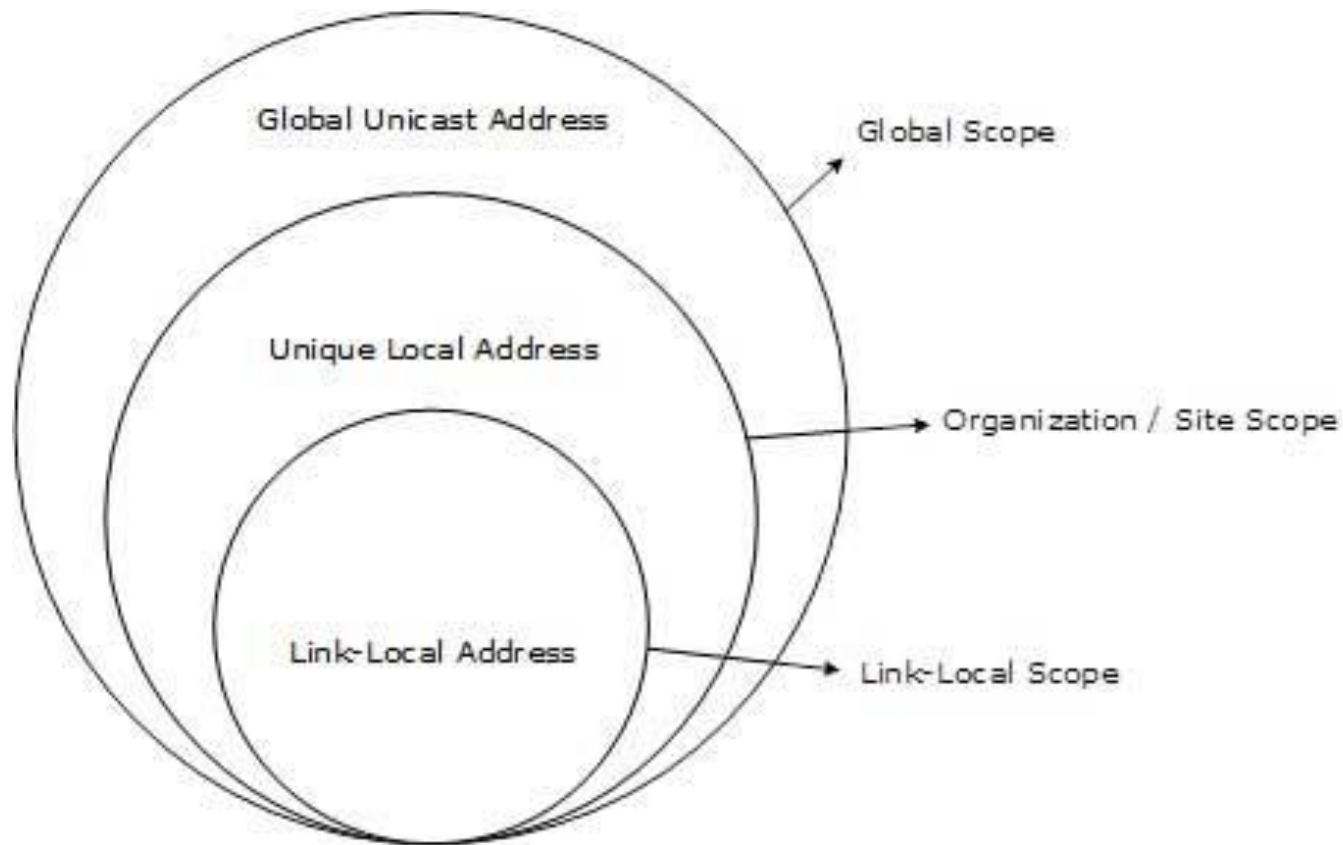 Global Unicast Address
Global Scope
Unique Local Address
Organization / Site Scope
Link-Local Address
Link-Local Scope